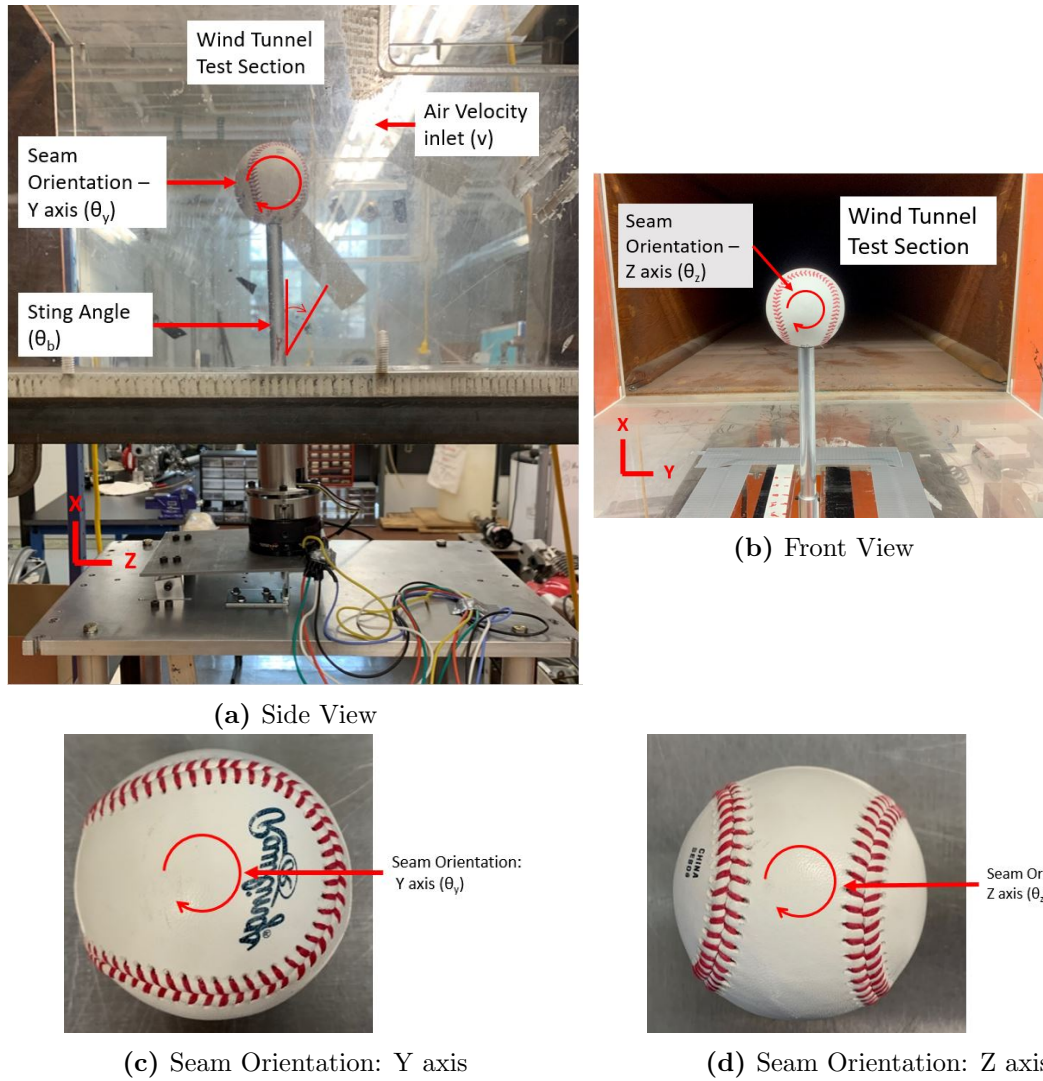 Wind Tunnel
Test Section
Air Velocity
inlet (v)
Seam
Orientation –
Y axis (θy)
Sting Angle
(θb)
X
Z
(a) Side View
Seam
Orientation –
Z axis (θz)
Wind Tunnel
Test Section
X
Y
(b) Front View
Rawlings®
Seam Orientation:
Y axis (θy)
(c) Seam Orientation: Y axis
CHINA
Seam Or
Z axis (θz
(d) Seam Orientation: Z axis